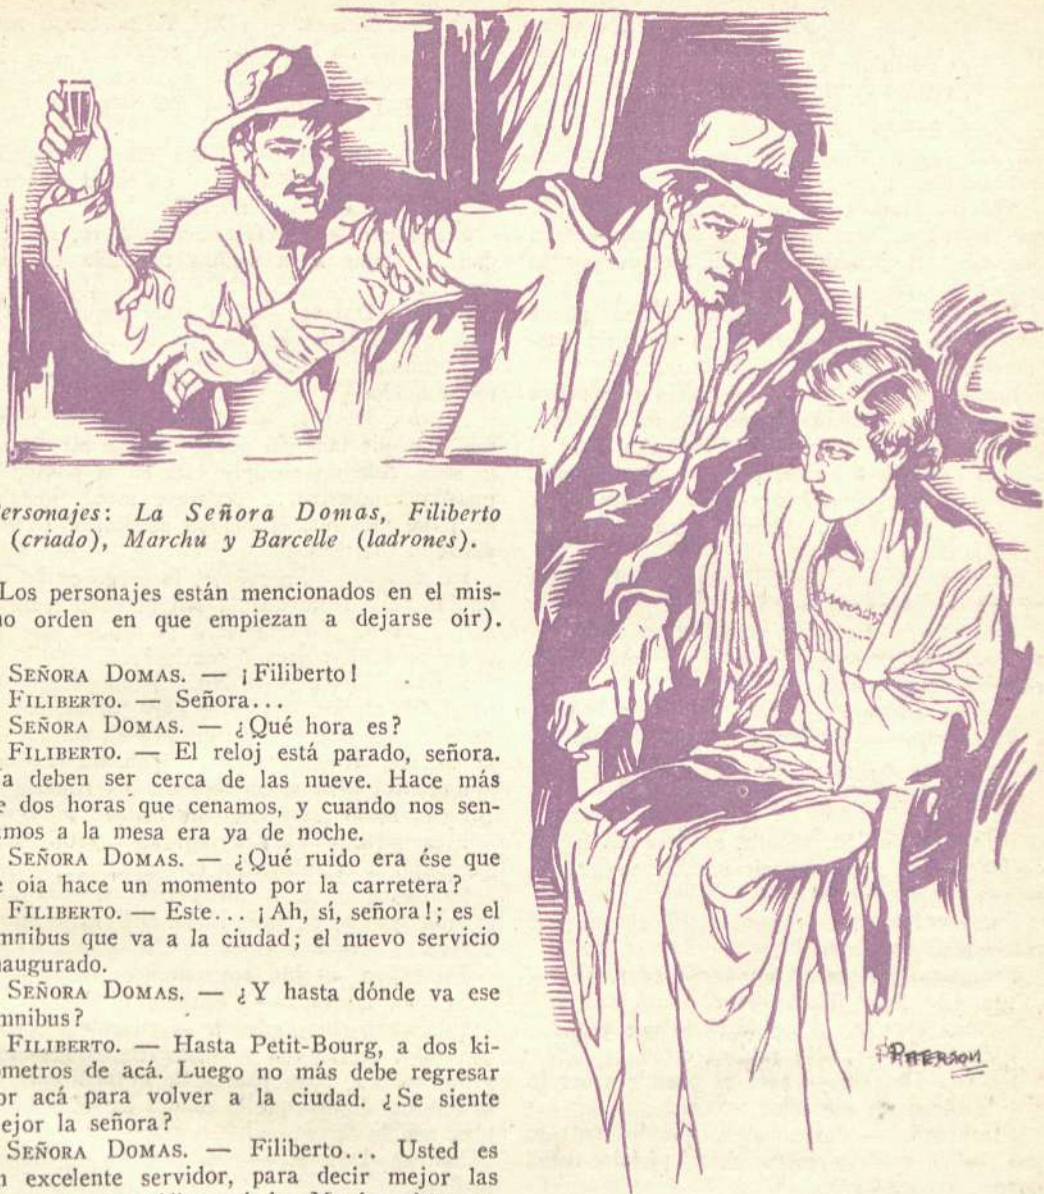 ersonajes: La Señora Domas, Filiberto
(criado), Marchu y Barcelle (ladrones).
Los personajes están mencionados en el mis-
o orden en que empiezan a dejarse oír).
SEÑORA DOMAS. — ¡Filiberto!
FILIBERTO. — Señora...
SEÑORA DOMAS. — ¿Qué hora es?
FILIBERTO. — El reloj está parado, señora.
a deben ser cerca de las nueve. Hace más
e dos horas que cenamos, y cuando nos sen-
amos a la mesa era ya de noche.
SEÑORA DOMAS. — ¿Qué ruido era ése que
e oía hace un momento por la carretera?
FILIBERTO. — Este... ¡Ah, sí, señora!; es el
mnibus que va a la ciudad; el nuevo servicio
naugurado.
SEÑORA DOMAS. — ¿Y hasta dónde va ese
mnibus?
FILIBERTO. — Hasta Petit-Bourg, a dos ki-
ómetros de acá. Luego no más debe regresar
or acá para volver a la ciudad. ¿Se siente
ejor la señora?
SEÑORA DOMAS. — Filiberto... Usted es
n excelente servidor, para decir mejor las